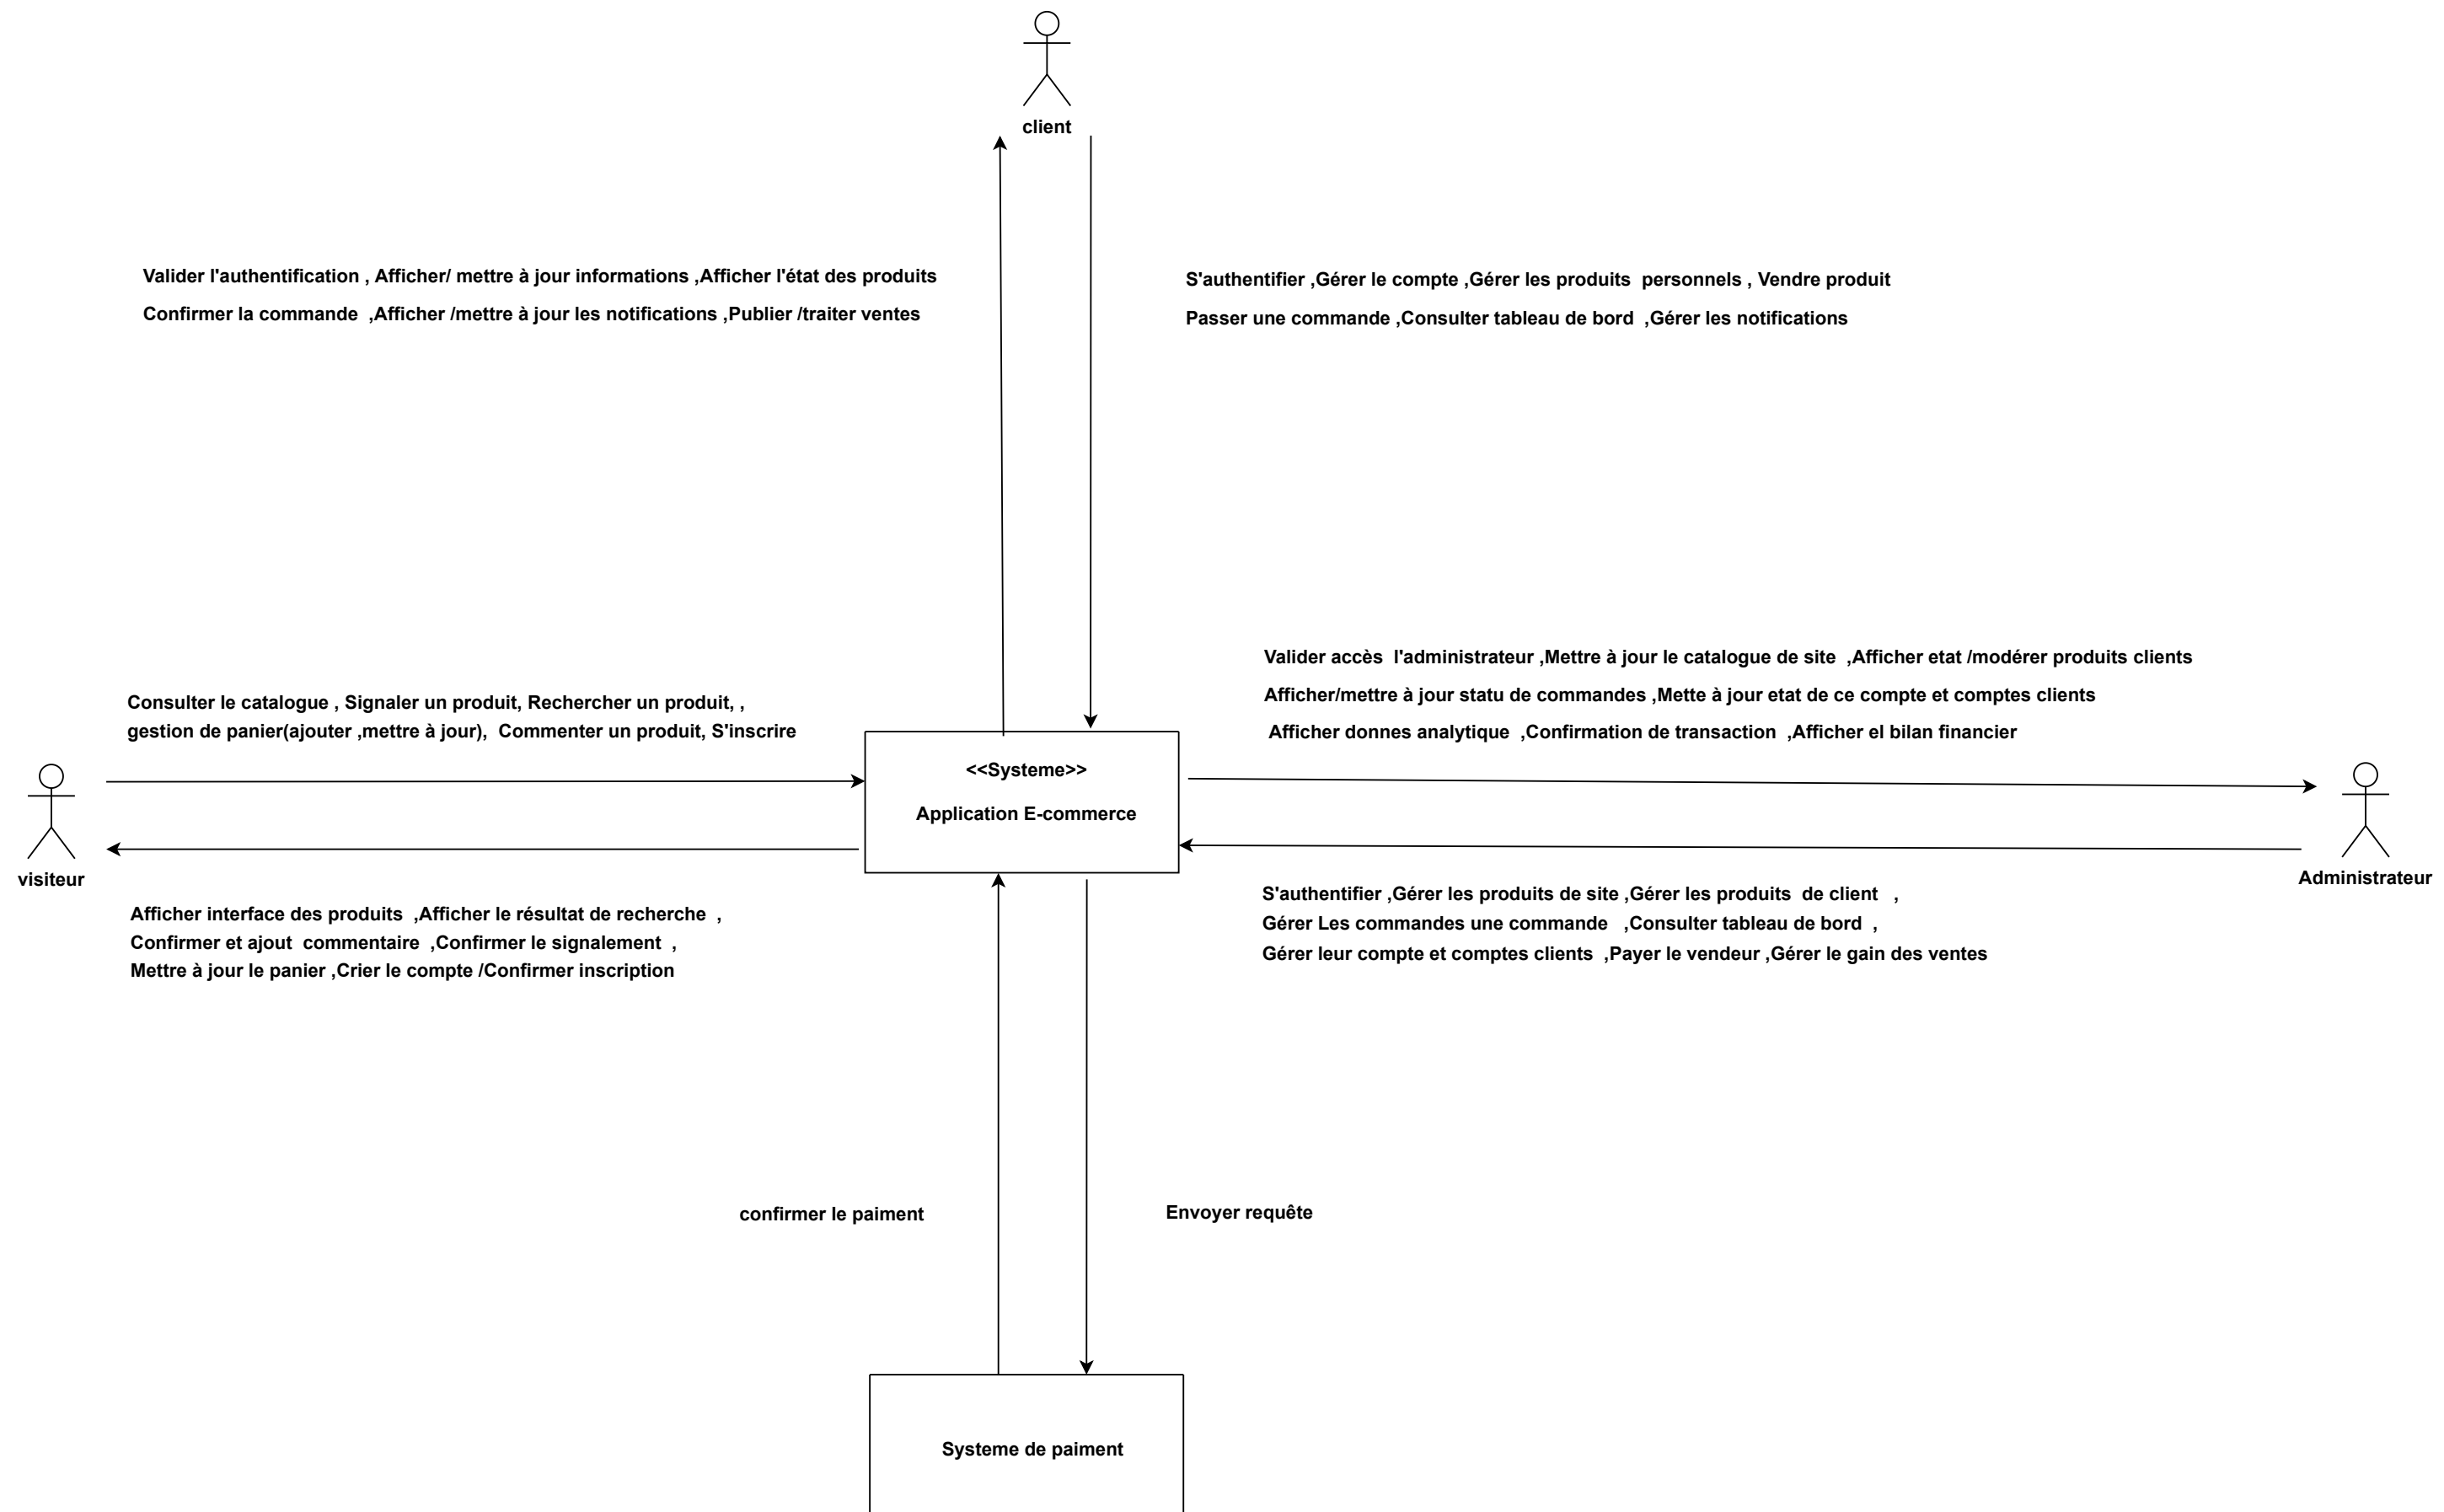 client
Valider l'authentification , Afficher/ mettre à jour informations ,Afficher l'état des produits
Confirmer la commande  ,Afficher /mettre à jour les notifications ,Publier /traiter ventes
S'authentifier ,Gérer le compte ,Gérer les produits  personnels , Vendre produit
Passer une commande ,Consulter tableau de bord  ,Gérer les notifications
Consulter le catalogue , Signaler un produit, Rechercher un produit, ,
gestion de panier(ajouter ,mettre à jour),  Commenter un produit, S'inscrire
Valider accès  l'administrateur ,Mettre à jour le catalogue de site  ,Afficher etat /modérer produits clients
Afficher/mettre à jour statu de commandes ,Mette à jour etat de ce compte et comptes clients
Afficher donnes analytique  ,Confirmation de transaction  ,Afficher el bilan financier
<<Systeme>>
Application E-commerce
visiteur
Administrateur
Afficher interface des produits  ,Afficher le résultat de recherche  ,
Confirmer et ajout  commentaire  ,Confirmer le signalement  ,
Mettre à jour le panier ,Crier le compte /Confirmer inscription
S'authentifier ,Gérer les produits de site ,Gérer les produits  de client   ,
Gérer Les commandes une commande   ,Consulter tableau de bord  ,
Gérer leur compte et comptes clients  ,Payer le vendeur ,Gérer le gain des ventes
confirmer le paiment
Envoyer requête
Systeme de paiment